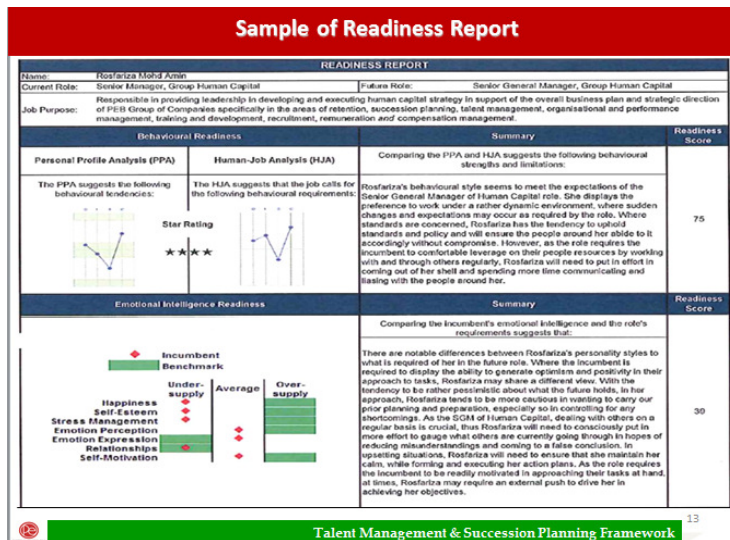 Sample of Readiness Report
READINESS REPORT
Name: Rosfariza Mohd Amin
Current Role: Senior Manager, Group Human Capital Future Role: Senior General Manager, Group Human Capital
Job Purpose: Responsible in providing leadership in developing and executing human capital strategy in support of the overall business plan and strategic direction
of PEB Group of Companies specifically in the areas of retention, succession planning, talent management, organisational and performance
management, training and development, recruitment, remuneration and compensation management.
Behavioural Readiness Summary Readiness
Score
Personal Profile Analysis (PPA) Human-Job Analysis (HJA)
Comparing the PPA and HJA suggests the following behavioural
strengths and limitations:
The PPA suggests the following
behavioural tendencies:
The HJA suggests that the job calls for
the following behavioural requirements:
Star Rating
★★★★
Rosfariza's behavioural style seems to meet the expectations of the
Senior General Manager of Human Capital role. She displays the
preference to work under a rather dynamic environment, where sudden
changes and expectations may occur as required by the role. Where
standards are concerned, Rosfariza has the tendency to uphold
standards and policy and will ensure the people around her abide to it
accordingly without compromise. However, as the role requires the
incumbent to comfortable leverage on their people resources by working
with and through others regularly, Rosfariza will need to put in effort in
coming out of her shell and spending more time communicating and
liasing with the people around her.
75
Emotional Intelligence Readiness Summary Readiness
Score
Comparing the incumbent's emotional intelligence and the role's
requirements suggests that:
Incumbent
Benchmark
Under-
supply
Average
Over-
supply
Happiness
Self-Esteem
Stress Management
Emotion Perception
Emotion Expression
Relationships
Self-Motivation
There are notable differences between Rosfariza's personality styles to
what is required of her in the future role. Where the incumbent is
required to display the ability to generate optimism and positivity in their
approach to tasks, Rosfariza may share a different view. With the
tendency to be rather pessimistic about what the future holds, in her
approach, Rosfariza tends to be more cautious in wanting to carry our
prior planning and preparation, especially so in controlling for any
shortcomings. As the SGM of Human Capital, dealing with others on a
regular basis is crucial, thus Rosfariza will need to consciously put in
more effort to gauge what others are currently going through in hopes of
reducing misunderstandings and coming to a false conclusion. In
upsetting situations, Rosfariza will need to ensure that she maintain her
calm, while forming and executing her action plans. As the role requires
the incumbent to be readily motivated in approaching their tasks at hand,
at times, Rosfariza may require an external push to drive her in
achieving her objectives.
30
13
Talent Management & Succession Planning Framework